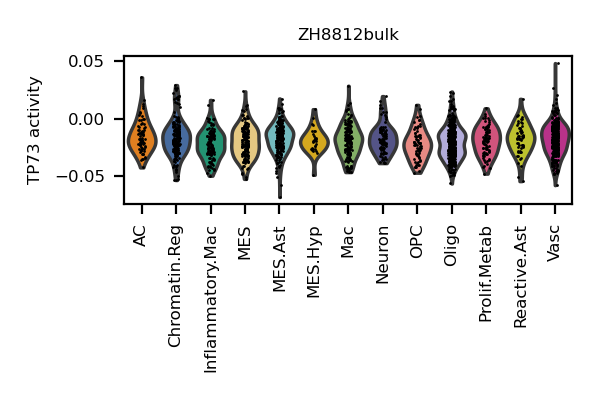 ZH8812bulk
TP73 activity
0.05
0.00
−0.05
AC
Chromatin.Reg
Inflammatory.Mac
MES
MES.Ast
MES.Hyp
Mac
Neuron
OPC
Oligo
Prolif.Metab
Reactive.Ast
Vasc